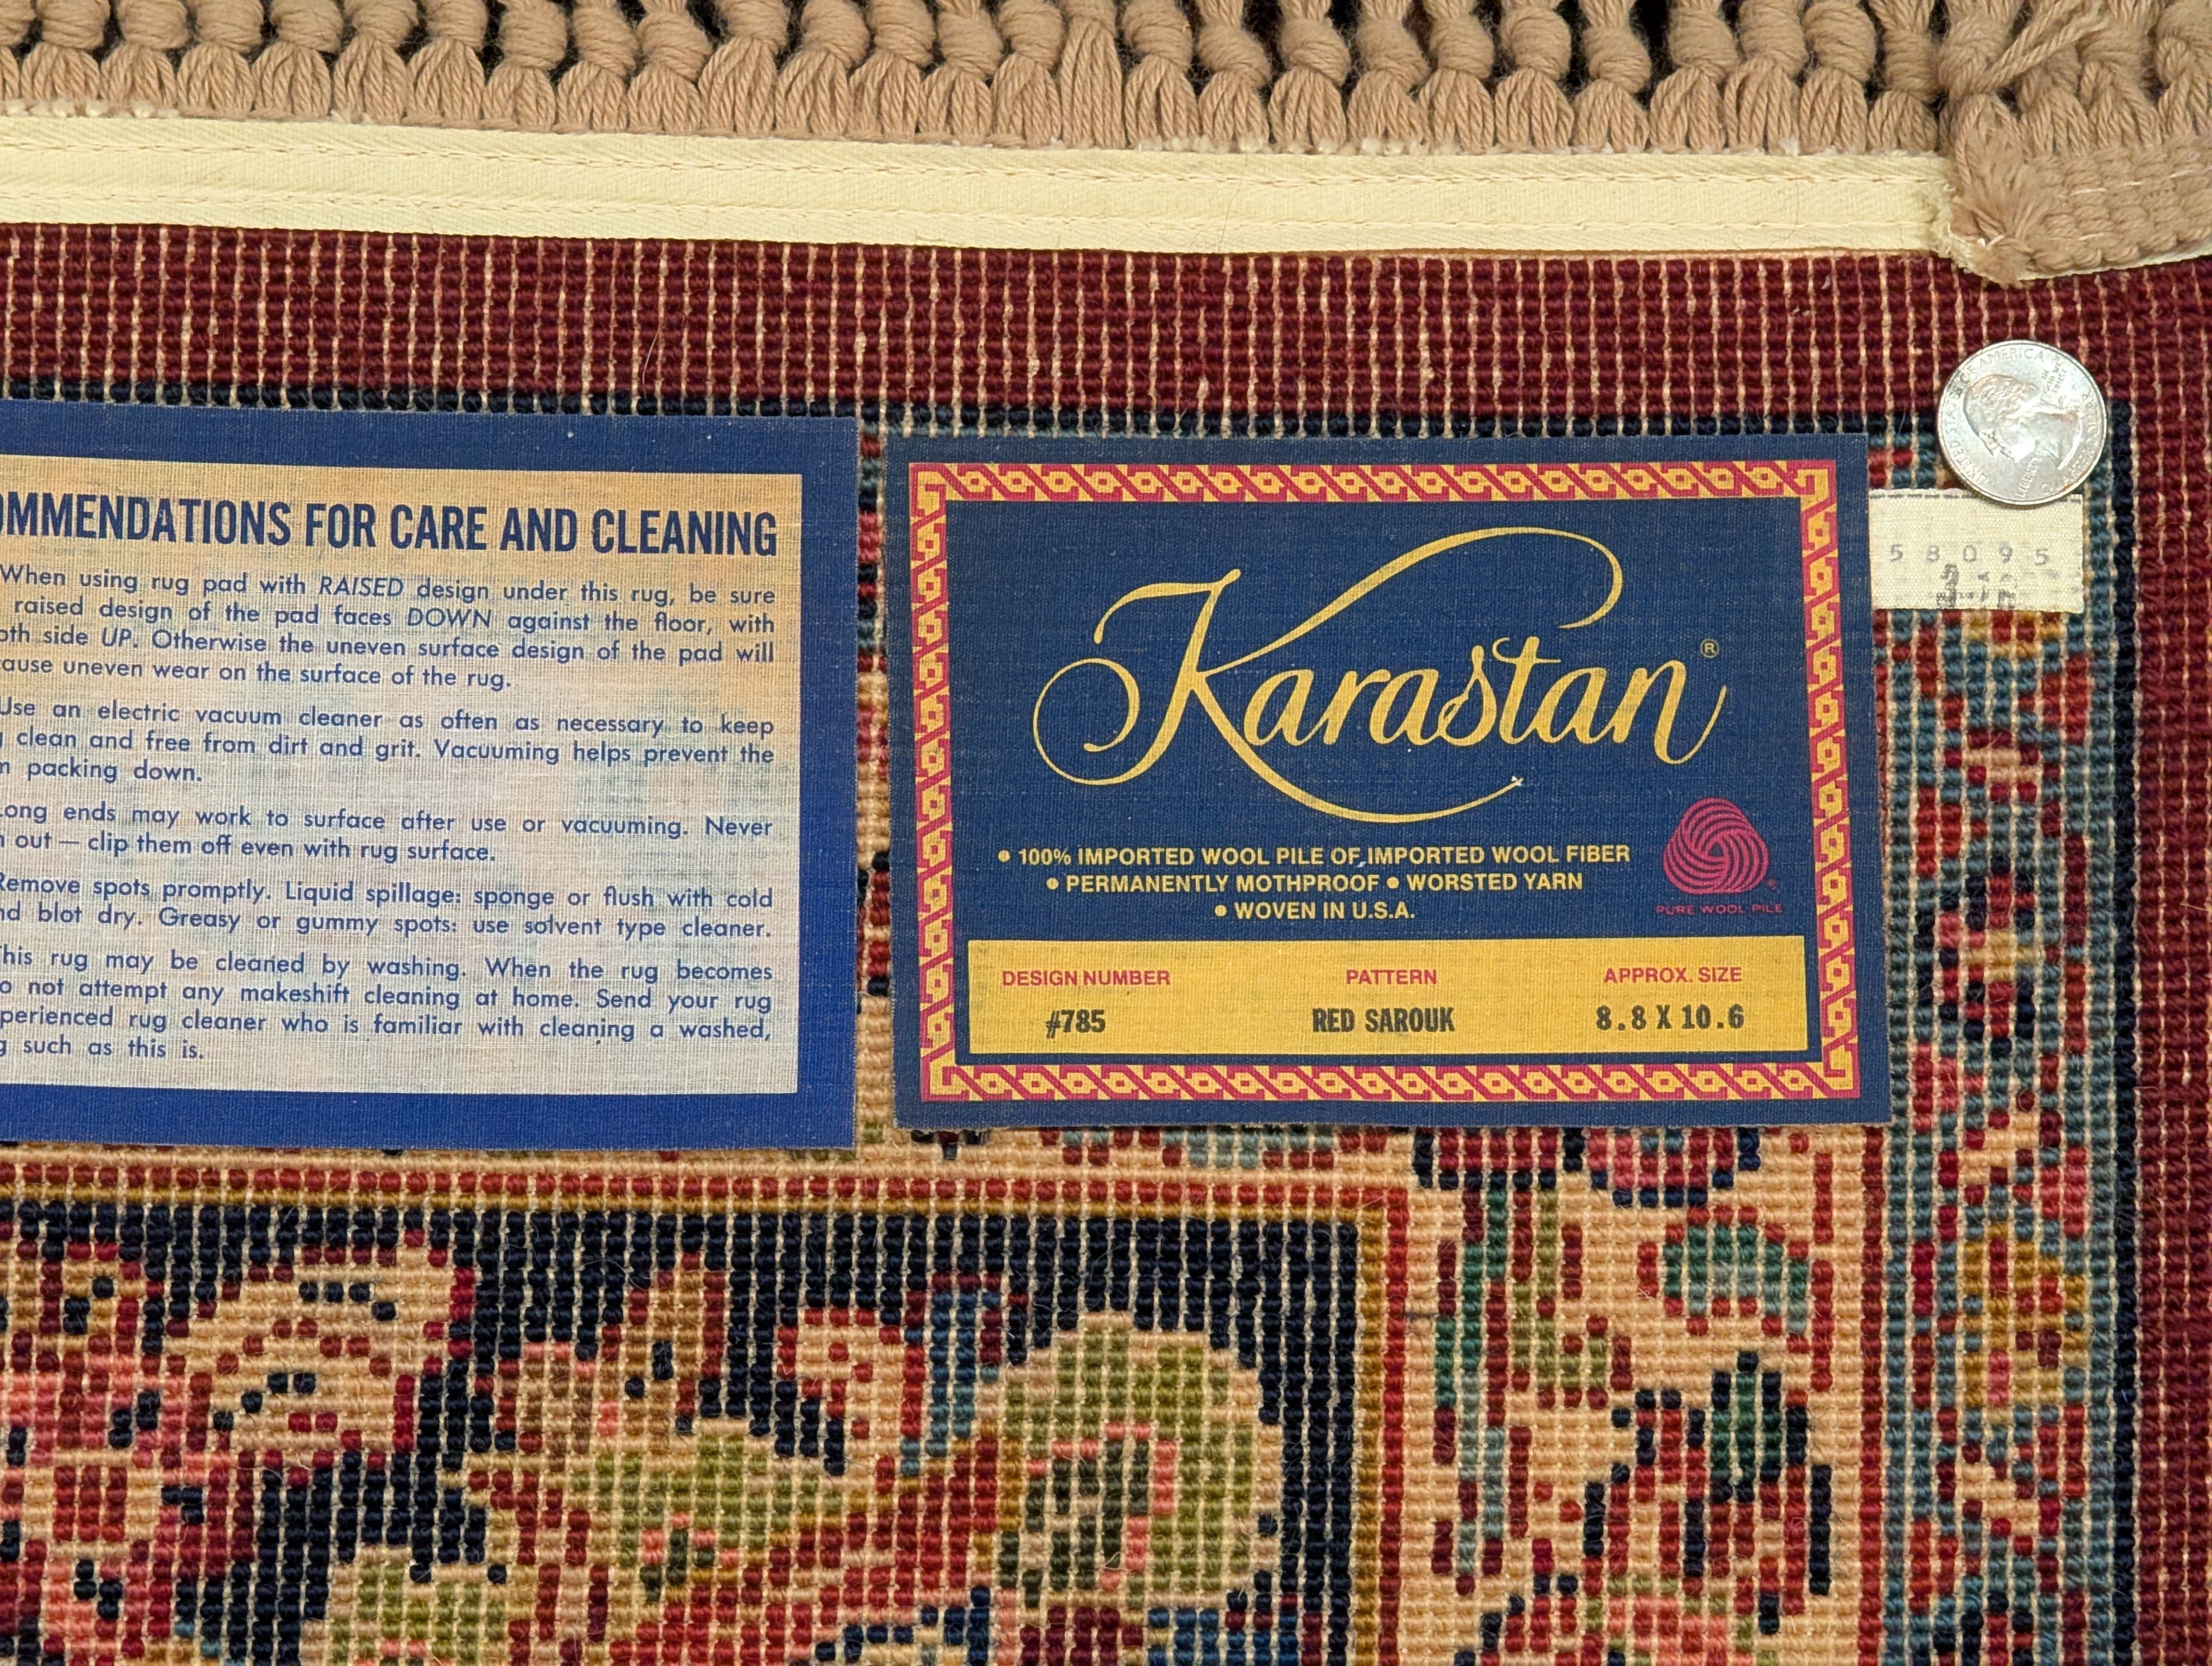 OMMENDATIONS FOR CARE AND CLEANING
When using rug pad with RAISED design under this rug, be sure
raised design of the pad faces DOWN against the floor, with
oth side UP. Otherwise the uneven surface design of the pad will
ause uneven wear on the surface of the rug.
Use an electric vacuum cleaner as often as necessary to keep
clean and free from dirt and grit. Vacuuming helps prevent the
packing down.
Long ends may work to surface after use or vacuuming. Never
out — clip them off even with rug surface.
Remove spots promptly. Liquid spillage: sponge or flush with cold
nd blot dry. Greasy or gummy spots: use solvent type cleaner.
This rug may be cleaned by washing. When the rug becomes
o not attempt any makeshift cleaning at home. Send your rug
perienced rug cleaner who is familiar with cleaning a washed,
g such as this is.
Karastan®
• 100% IMPORTED WOOL PILE OF IMPORTED WOOL FIBER
• PERMANENTLY MOTHPROOF • WORSTED YARN
• WOVEN IN U.S.A.
PURE WOOL PILE
DESIGN NUMBER PATTERN APPROX. SIZE
#785 RED SAROUK 8.8 X 10.6
58095
AMERICA
LIBERTY